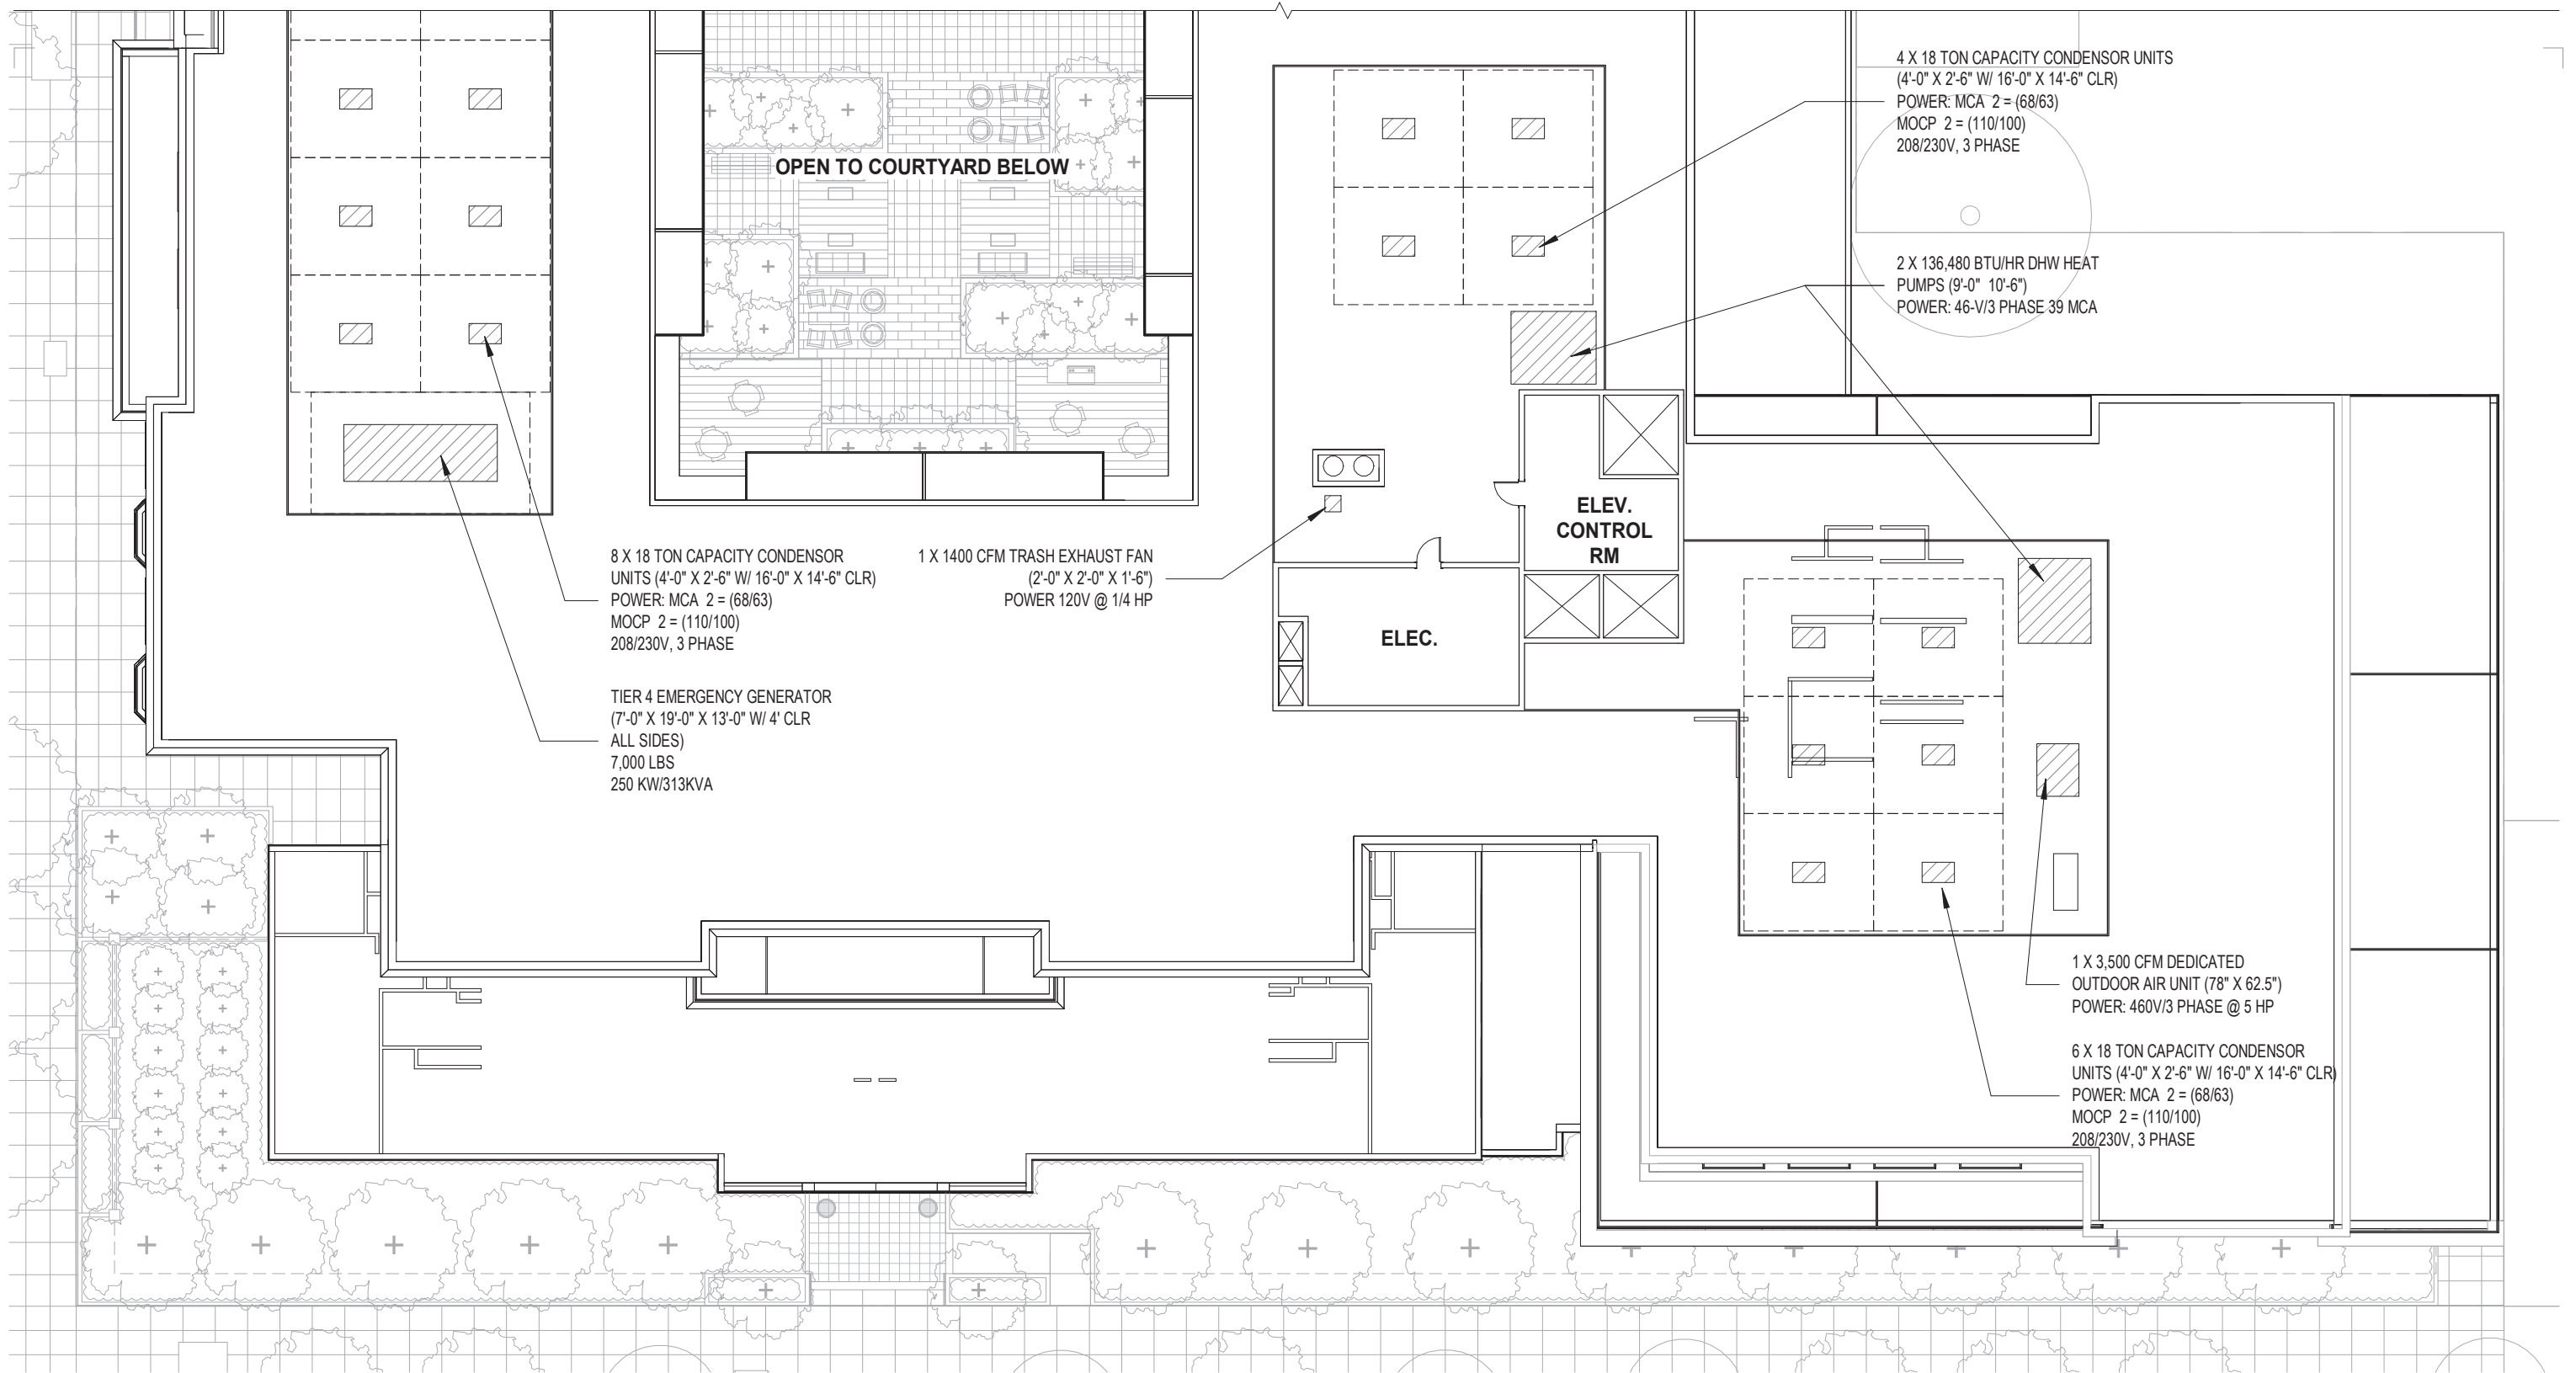 4 X 18 TON CAPACITY CONDENSOR UNITS
(4'-0" X 2'-6" W/ 16'-0" X 14'-6" CLR)
POWER: MCA 2 = (68/63)
MOCP 2 = (110/100)
208/230V, 3 PHASE
OPEN TO COURTYARD BELOW
2 X 136,480 BTU/HR DHW HEAT
PUMPS (9'-0" 10'-6")
POWER: 46-V/3 PHASE 39 MCA
ELEV.
CONTROL
RM
8 X 18 TON CAPACITY CONDENSOR
UNITS (4'-0" X 2'-6" W/ 16'-0" X 14'-6" CLR)
POWER: MCA 2 = (68/63)
MOCP 2 = (110/100)
208/230V, 3 PHASE
1 X 1400 CFM TRASH EXHAUST FAN
(2'-0" X 2'-0" X 1'-6")
POWER 120V @ 1/4 HP
ELEC.
TIER 4 EMERGENCY GENERATOR
(7'-0" X 19'-0" X 13'-0" W/ 4' CLR
ALL SIDES)
7,000 LBS
250 KW/313KVA
1 X 3,500 CFM DEDICATED
OUTDOOR AIR UNIT (78" X 62.5")
POWER: 460V/3 PHASE @ 5 HP
6 X 18 TON CAPACITY CONDENSOR
UNITS (4'-0" X 2'-6" W/ 16'-0" X 14'-6" CLR)
POWER: MCA 2 = (68/63)
MOCP 2 = (110/100)
208/230V, 3 PHASE